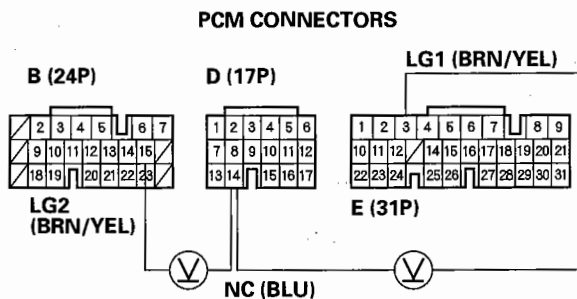 PCM CONNECTORS
LG1 (BRN/YEL)
B (24P)
D (17P)
2 3 4 5 6 7
9 10 11 12 13 14 15
18 19 20 21 22 23
1 2 3 4 5 6
7 8 9 10 11 12
13 14 15 16 17
1 2 3 4 5 6 7 8 9
10 11 12 14 15 16 17 18 19 20 21
22 23 24 25 26 27 28 29 30 31
LG2
(BRN/YEL)
E (31P)
V
V
NC (BLU)